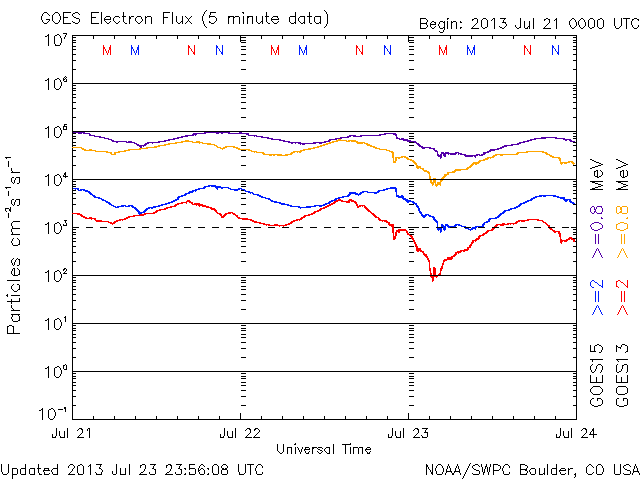 GOES Electron Flux (5 minute data)
Begin: 2013 Jul 21 0000 UTC
M M N N M M N N M M N N
10⁷
10⁶
10⁵
10⁴
10³
10²
10¹
10⁰
10⁻¹
Particles cm⁻²s⁻¹sr⁻¹
Jul 21 Jul 22 Jul 23 Jul 24
Universal Time
GOES15 >=2 >=0.8 MeV
GOES13 >=2 >=0.8 MeV
Updated 2013 Jul 23 23:56:08 UTC
NOAA/SWPC Boulder, CO USA